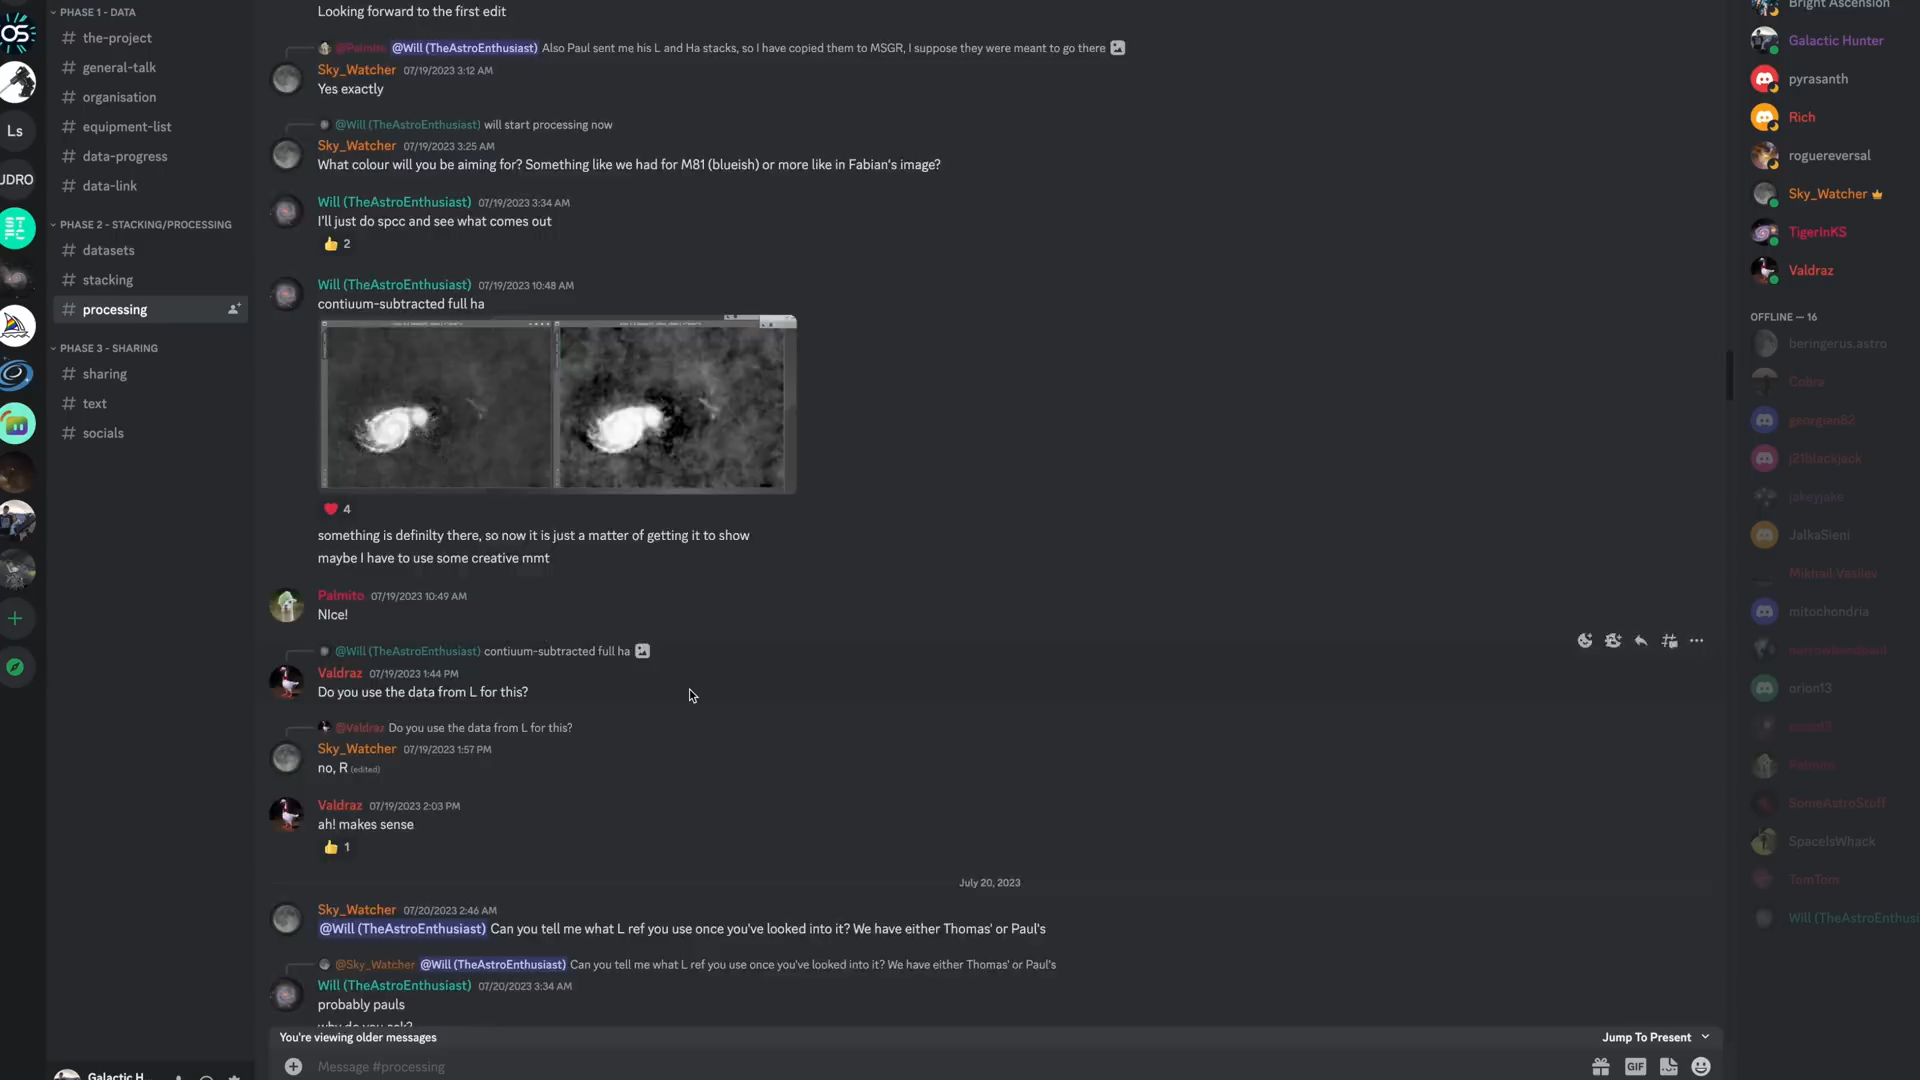 PHASE 1 - DATA
the-project
general-talk
organisation
equipment-list
data-progress
data-link
PHASE 2 - STACKING/PROCESSING
datasets
stacking
processing
PHASE 3 - SHARING
sharing
text
socials
Ls
JDRO
Galactic H...
Looking forward to the first edit
@Palmito @Will (TheAstroEnthusiast) Also Paul sent me his L and Ha stacks, so I have copied them to MSGR, I suppose they were meant to go there
Sky_Watcher 07/19/2023 3:12 AM
Yes exactly
@Will (TheAstroEnthusiast) will start processing now
Sky_Watcher 07/19/2023 3:25 AM
What colour will you be aiming for? Something like we had for M81 (blueish) or more like in Fabian's image?
Will (TheAstroEnthusiast) 07/19/2023 3:34 AM
I'll just do spcc and see what comes out
2
Will (TheAstroEnthusiast) 07/19/2023 10:48 AM
contiuum-subtracted full ha
4
something is definilty there, so now it is just a matter of getting it to show
maybe I have to use some creative mmt
Palmito 07/19/2023 10:49 AM
NIce!
@Will (TheAstroEnthusiast) contiuum-subtracted full ha
Valdraz 07/19/2023 1:44 PM
Do you use the data from L for this?
@Valdraz Do you use the data from L for this?
Sky_Watcher 07/19/2023 1:57 PM
no, R (edited)
Valdraz 07/19/2023 2:03 PM
ah! makes sense
1
July 20, 2023
Sky_Watcher 07/20/2023 2:46 AM
@Will (TheAstroEnthusiast) Can you tell me what L ref you use once you've looked into it? We have either Thomas' or Paul's
@Sky_Watcher @Will (TheAstroEnthusiast) Can you tell me what L ref you use once you've looked into it? We have either Thomas' or Paul's
Will (TheAstroEnthusiast) 07/20/2023 3:34 AM
probably pauls
why do you ask?
You're viewing older messages
Jump To Present
Message #processing
GIF
Bright Ascension
Galactic Hunter
pyrasanth
Rich
roguereversal
Sky_Watcher
TigerInKS
Valdraz
OFFLINE — 16
beringerus.astro
Cobra
georgian82
j21blackjack
jakeyjake
JalkaSieni
Mikhail Vasilev
mitochondria
narrowbandpaul
orion13
Palmito
SomeAstroStuff
SpaceIsWhack
TomTom
Will (TheAstroEnthus